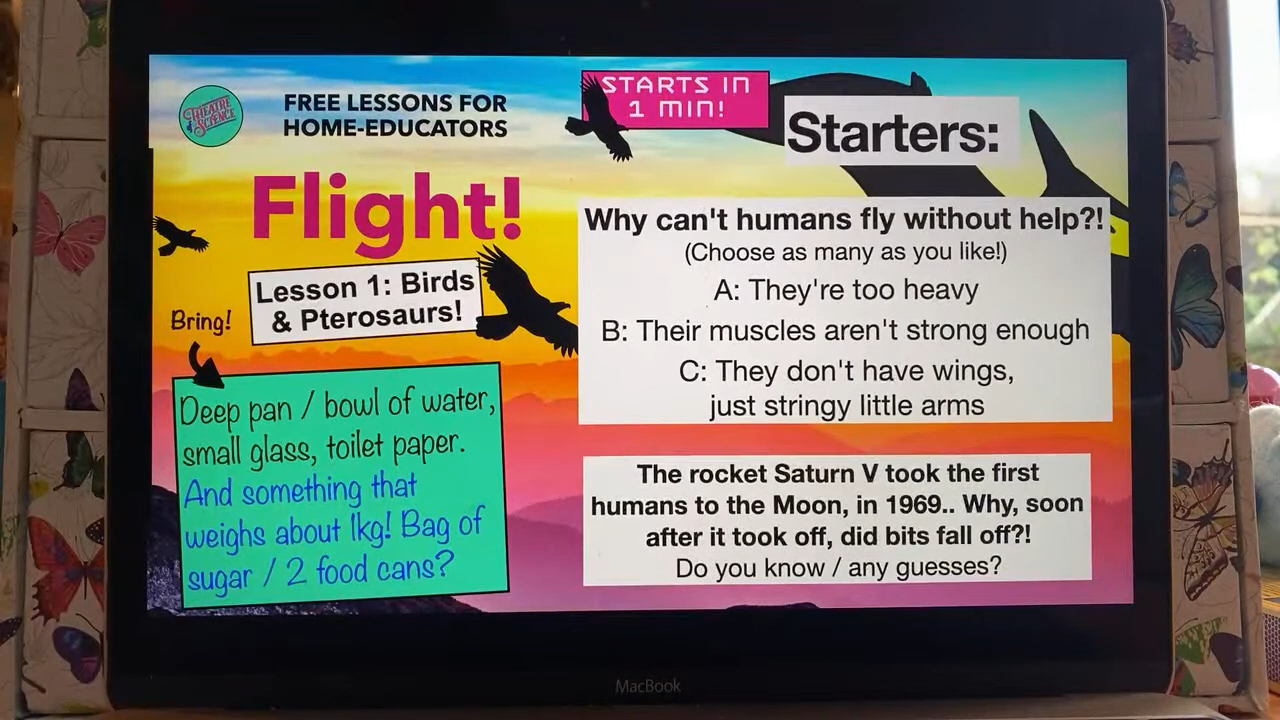 THEATRE
& SCIENCE
FREE LESSONS FOR
HOME-EDUCATORS
Flight!
Lesson 1: Birds
& Pterosaurs!
Bring!
Deep pan / bowl of water,
small glass, toilet paper.
And something that
weighs about 1kg! Bag of
sugar / 2 food cans?
STARTS IN
1 MIN!
Starters:
Why can't humans fly without help?!
(Choose as many as you like!)
A: They're too heavy
B: Their muscles aren't strong enough
C: They don't have wings,
just stringy little arms
The rocket Saturn V took the first
humans to the Moon, in 1969.. Why, soon
after it took off, did bits fall off?!
Do you know / any guesses?
MacBook